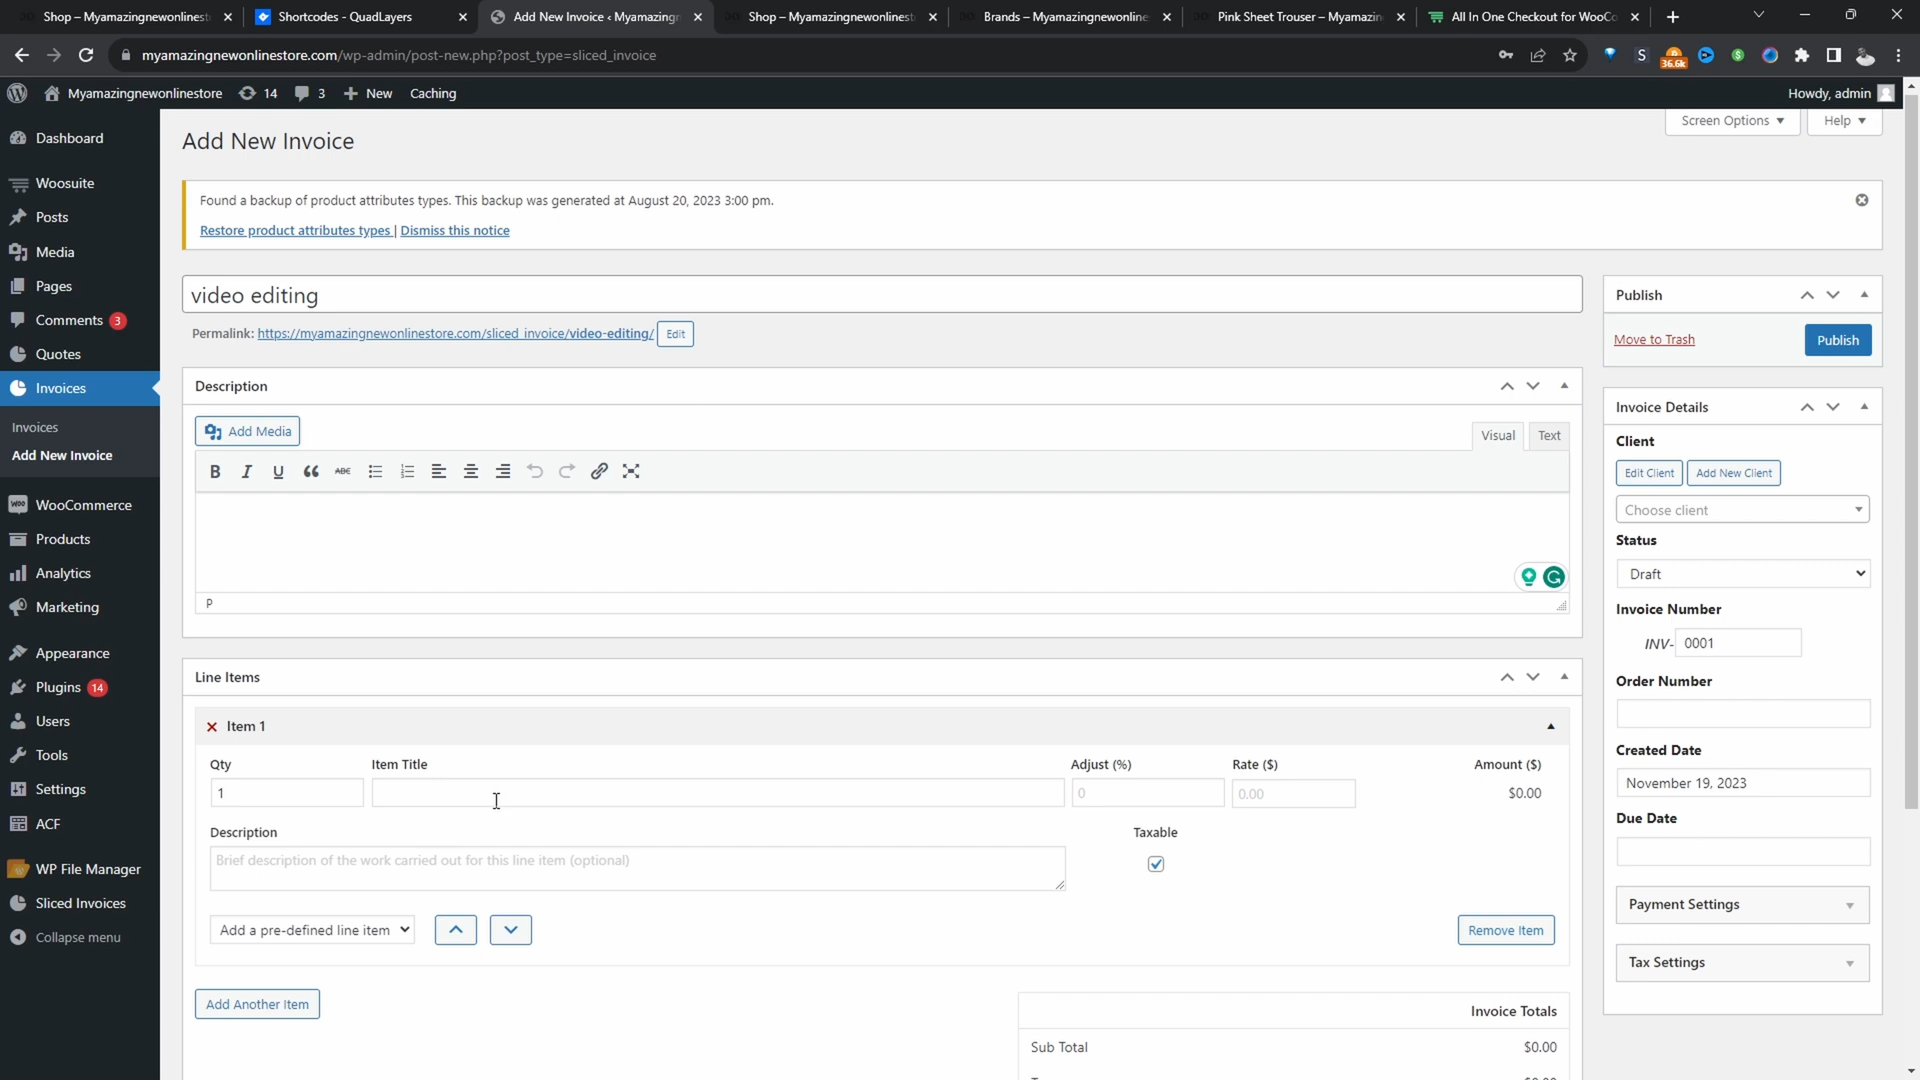 Shop – Myamazingnewonlinest
Shortcodes - QuadLayers
Add New Invoice ‹ Myamazing
Shop – Myamazingnewonlinest
Brands – Myamazingnewonline
Pink Sheet Trouser – Myamazin
All In One Checkout for WooCo
myamazingnewonlinestore.com/wp-admin/post-new.php?post_type=sliced_invoice
36.6k
Myamazingnewonlinestore
14
3
New
Caching
Howdy, admin
Dashboard
Woosuite
Posts
Media
Pages
Comments 3
Quotes
Invoices
Invoices
Add New Invoice
WooCommerce
Products
Analytics
Marketing
Appearance
Plugins 14
Users
Tools
Settings
ACF
WP File Manager
Sliced Invoices
Collapse menu
Screen Options
Help
Add New Invoice
Found a backup of product attributes types. This backup was generated at August 20, 2023 3:00 pm.
Restore product attributes types | Dismiss this notice
video editing
Permalink: https://myamazingnewonlinestore.com/sliced_invoice/video-editing/ Edit
Description
Add Media
Visual
Text
B I U ABC
P
Line Items
Item 1
Qty
Item Title
Adjust (%)
Rate ($)
Amount ($)
1
0
0.00
$0.00
Description
Taxable
Brief description of the work carried out for this line item (optional)
Add a pre-defined line item
Remove Item
Add Another Item
Invoice Totals
Sub Total
$0.00
Publish
Move to Trash
Publish
Invoice Details
Client
Edit Client
Add New Client
Choose client
Status
Draft
Invoice Number
INV- 0001
Order Number
Created Date
November 19, 2023
Due Date
Payment Settings
Tax Settings